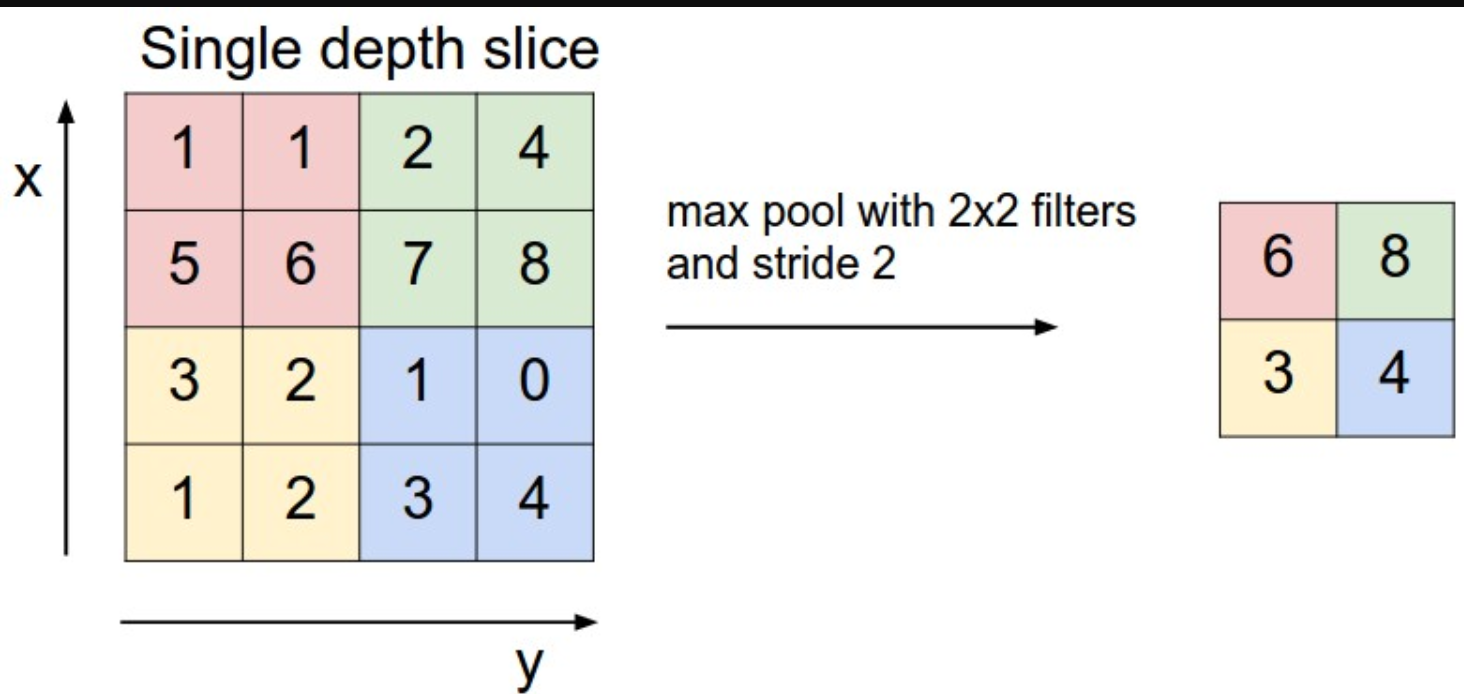 Single depth slice
x
1 1 2 4
5 6 7 8
3 2 1 0
1 2 3 4
y
max pool with 2x2 filters
and stride 2
6 8
3 4